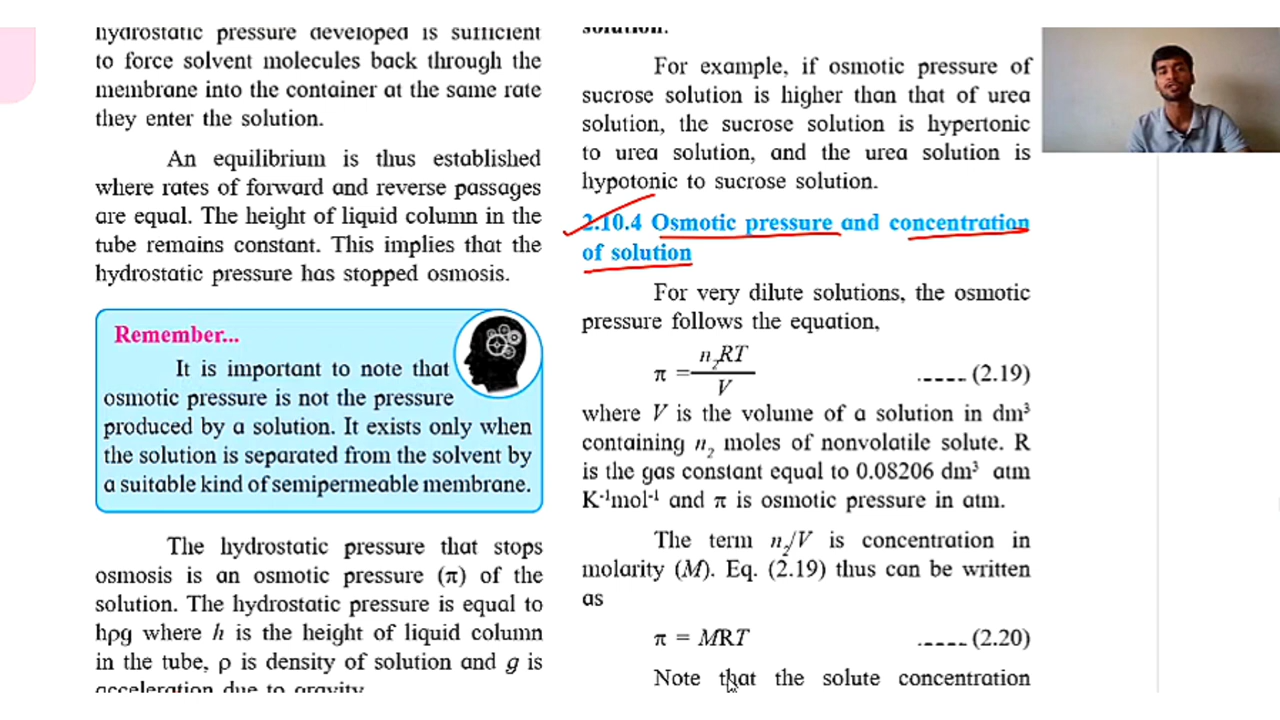 hydrostatic pressure developed is sufficient
to force solvent molecules back through the
membrane into the container at the same rate
they enter the solution.
An equilibrium is thus established
where rates of forward and reverse passages
are equal. The height of liquid column in the
tube remains constant. This implies that the
hydrostatic pressure has stopped osmosis.
Remember...
It is important to note that
osmotic pressure is not the pressure
produced by a solution. It exists only when
the solution is separated from the solvent by
a suitable kind of semipermeable membrane.
The hydrostatic pressure that stops
osmosis is an osmotic pressure (π) of the
solution. The hydrostatic pressure is equal to
hρg where h is the height of liquid column
in the tube, ρ is density of solution and g is
acceleration due to gravity.
solution.
For example, if osmotic pressure of
sucrose solution is higher than that of urea
solution, the sucrose solution is hypertonic
to urea solution, and the urea solution is
hypotonic to sucrose solution.
2.10.4 Osmotic pressure and concentration
of solution
For very dilute solutions, the osmotic
pressure follows the equation,
π = n₂RT / V ..... (2.19)
where V is the volume of a solution in dm³
containing n₂ moles of nonvolatile solute. R
is the gas constant equal to 0.08206 dm³ atm
K⁻¹mol⁻¹ and π is osmotic pressure in atm.
The term n₂/V is concentration in
molarity (M). Eq. (2.19) thus can be written
as
π = MRT ..... (2.20)
Note that the solute concentration